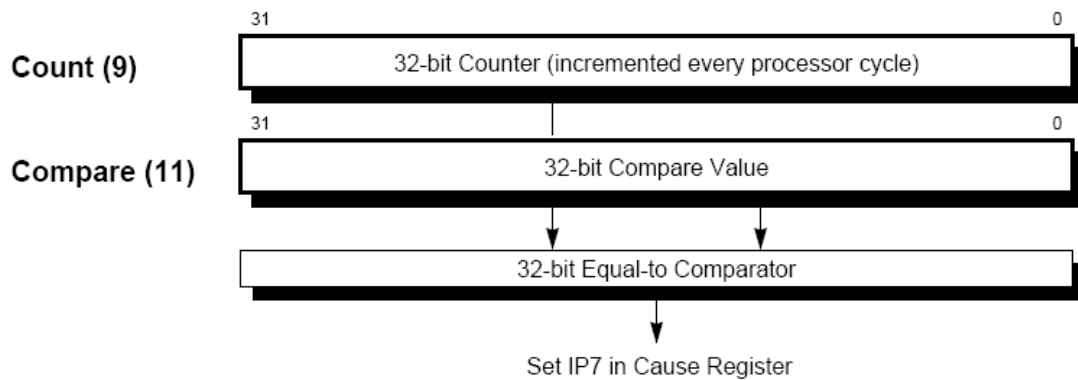 31 0
Count (9) 32-bit Counter (incremented every processor cycle)
31 0
Compare (11) 32-bit Compare Value
32-bit Equal-to Comparator
Set IP7 in Cause Register